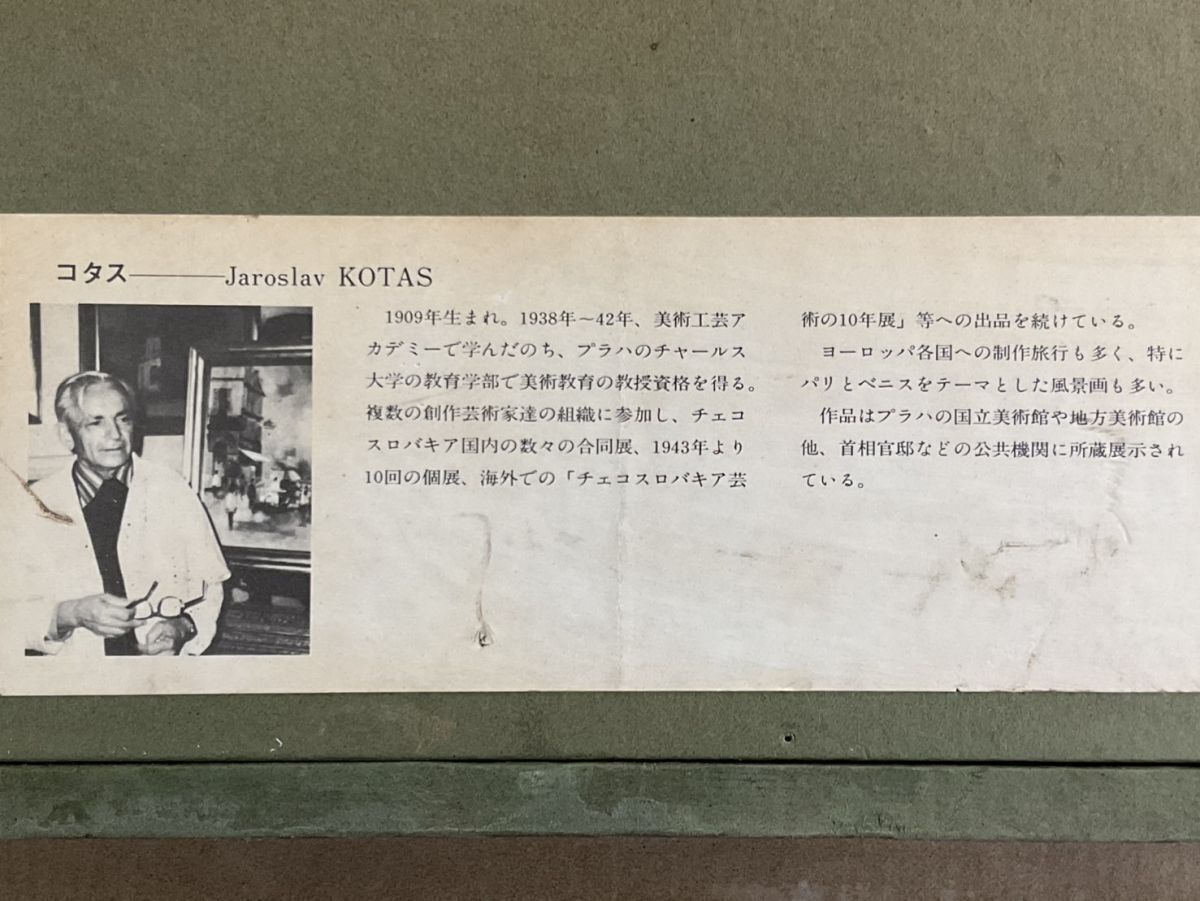 コタス———Jaroslav KOTAS
1909年生まれ。1938年～42年、美術工芸ア
カデミーで学んだのち、プラハのチャールス
大学の教育学部で美術教育の教授資格を得る。
複数の創作芸術家達の組織に参加し、チェコ
スロバキア国内の数々の合同展、1943年より
10回の個展、海外での「チェコスロバキア芸
術の10年展」等への出品を続けている。
ヨーロッパ各国への制作旅行も多く、特に
パリとベニスをテーマとした風景画も多い。
作品はプラハの国立美術館や地方美術館の
他、首相官邸などの公共機関に所蔵展示され
ている。